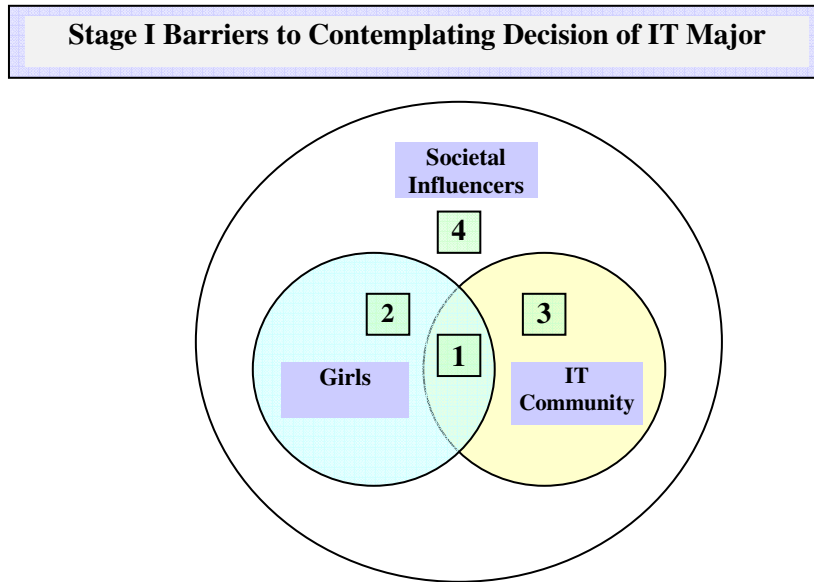 Stage I Barriers to Contemplating Decision of IT Major
Societal
Influencers
4
2
3
1
Girls
IT
Community